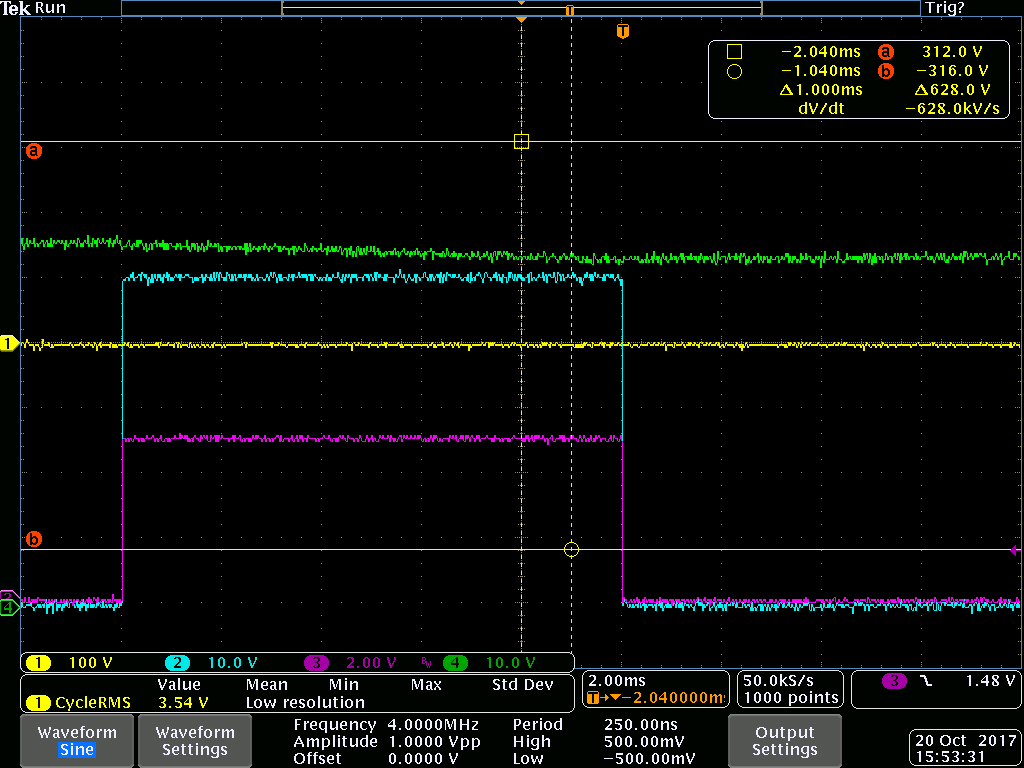 Tek Run Trig?
T
T
−2.040ms a 312.0 V
−1.040ms b −316.0 V
Δ1.000ms Δ628.0 V
dV/dt −628.0kV/s
a
1
b
4
1 100 V 2 10.0 V 3 2.00 V BW 4 10.0 V
Value Mean Min Max Std Dev
1 CycleRMS 3.54 V Low resolution
2.00ms
T→▼−2.040000m
50.0kS/s
1000 points
3 1.48 V
Waveform
Sine
Waveform
Settings
Frequency 4.0000MHz Period 250.00ns
Amplitude 1.0000 Vpp High 500.00mV
Offset 0.0000 V Low −500.00mV
Output
Settings
20 Oct 2017
15:53:31